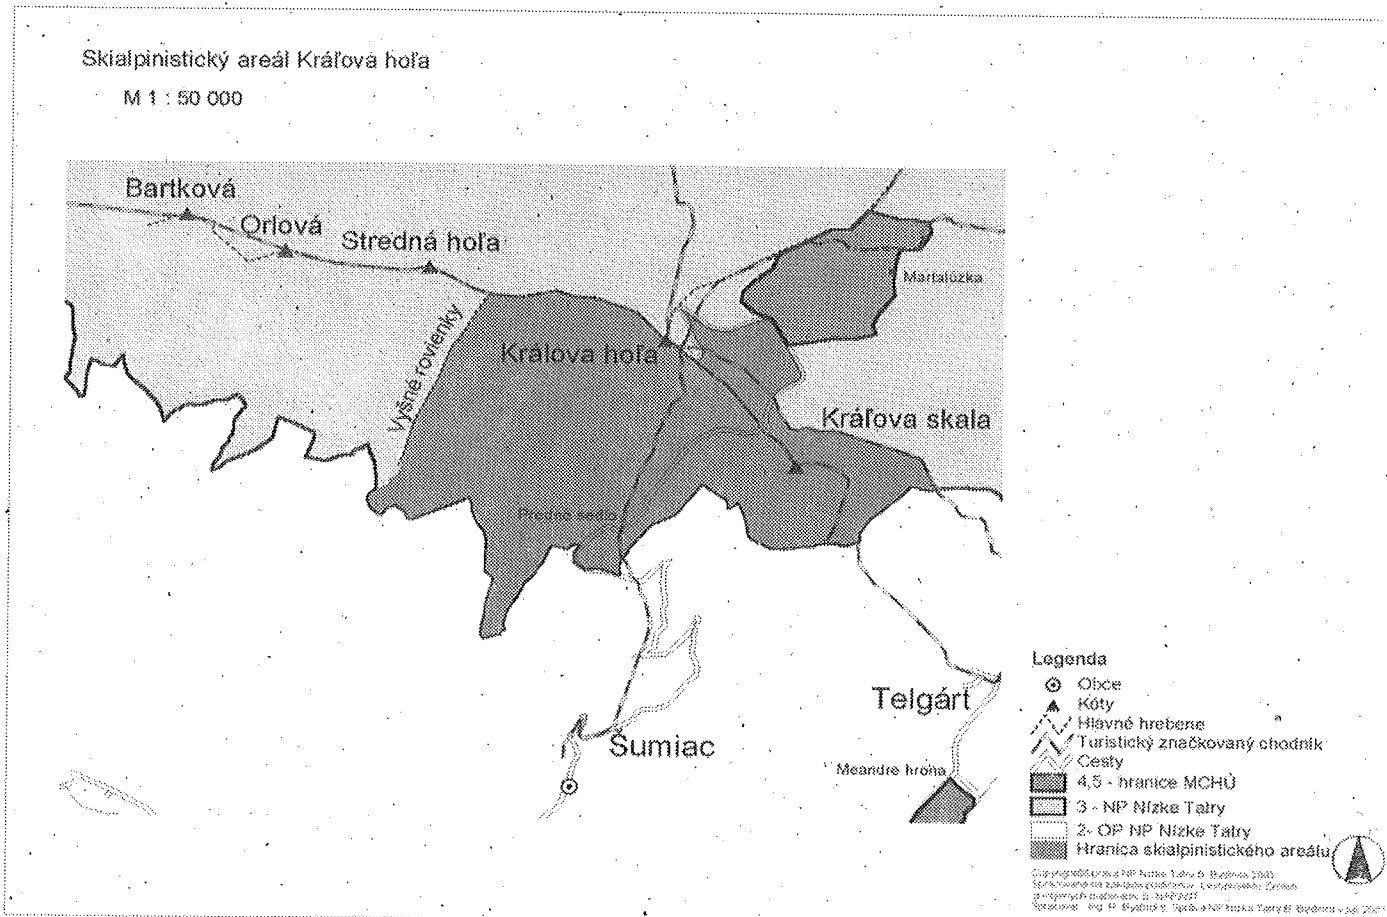 Skialpinistický areál Kráľova hoľa
M 1 : 50 000
Bartková
Orlová
Stredná hoľa
Martalúzka
Vyšné rovienky
Kráľova hoľa
Kráľova skala
Predné sedlo
Telgárt
Šumiac
Meandre hrona
Legenda
Obce
Kóty
Hlavné hrebene
Turistický značkovaný chodník
Cesty
4,5 - hranice MCHÚ
3 - NP Nízke Tatry
2- OP NP Nízke Tatry
Hranica skialpinistického areálu